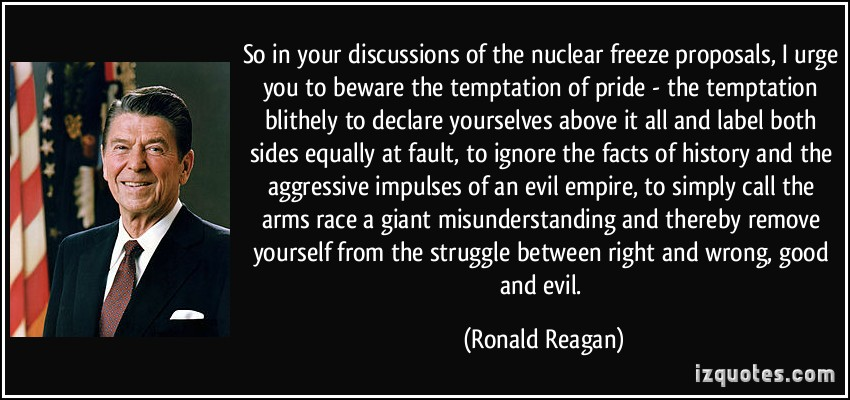 So in your discussions of the nuclear freeze proposals, I urge
you to beware the temptation of pride - the temptation
blithely to declare yourselves above it all and label both
sides equally at fault, to ignore the facts of history and the
aggressive impulses of an evil empire, to simply call the
arms race a giant misunderstanding and thereby remove
yourself from the struggle between right and wrong, good
and evil.
(Ronald Reagan)
izquotes.com